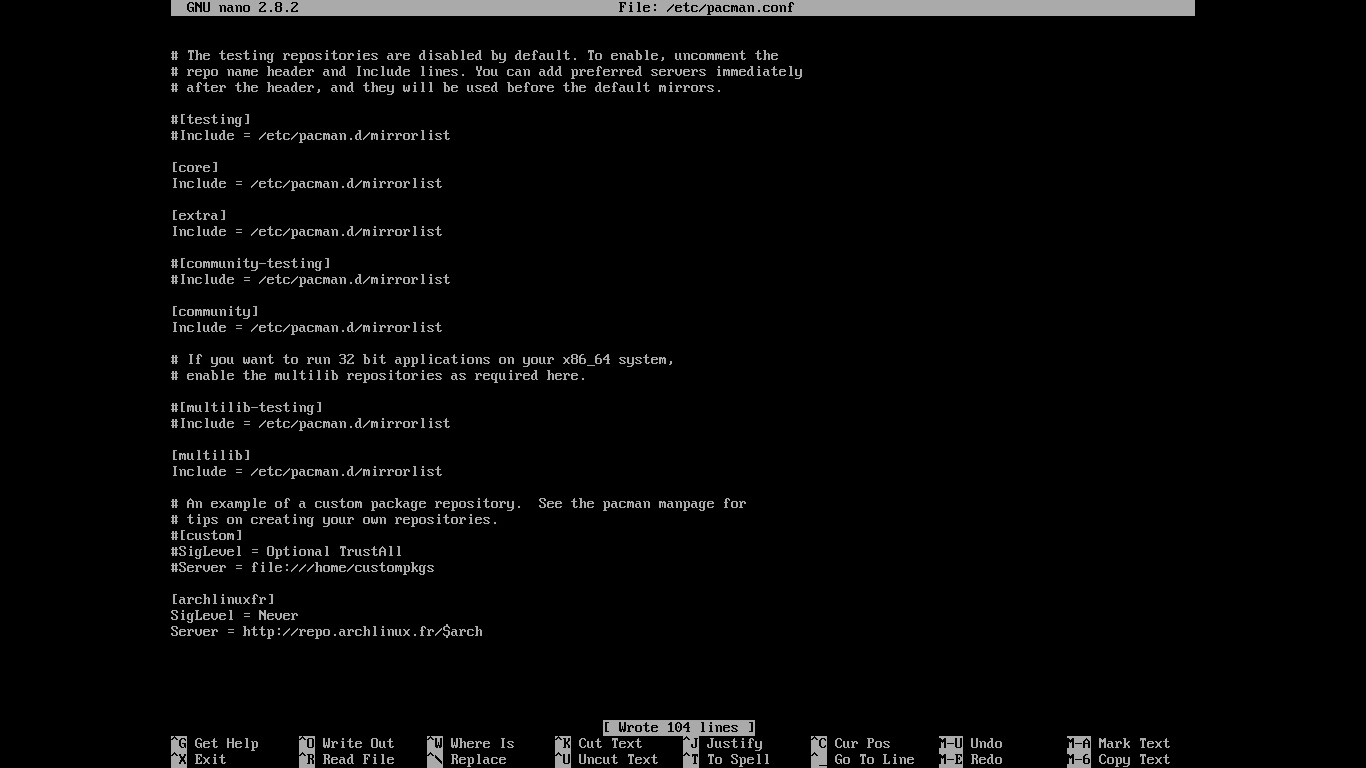 GNU nano 2.8.2 File: /etc/pacman.conf
# The testing repositories are disabled by default. To enable, uncomment the
# repo name header and Include lines. You can add preferred servers immediately
# after the header, and they will be used before the default mirrors.
#[testing]
#Include = /etc/pacman.d/mirrorlist
[core]
Include = /etc/pacman.d/mirrorlist
[extra]
Include = /etc/pacman.d/mirrorlist
#[community-testing]
#Include = /etc/pacman.d/mirrorlist
[community]
Include = /etc/pacman.d/mirrorlist
# If you want to run 32 bit applications on your x86_64 system,
# enable the multilib repositories as required here.
#[multilib-testing]
#Include = /etc/pacman.d/mirrorlist
[multilib]
Include = /etc/pacman.d/mirrorlist
# An example of a custom package repository.  See the pacman manpage for
# tips on creating your own repositories.
#[custom]
#SigLevel = Optional TrustAll
#Server = file:///home/custompkgs
[archlinuxfr]
SigLevel = Never
Server = http://repo.archlinux.fr/$arch
[ Wrote 104 lines ]
^G Get Help ^O Write Out ^W Where Is ^K Cut Text ^J Justify ^C Cur Pos M-U Undo M-A Mark Text
^X Exit ^R Read File ^\ Replace ^U Uncut Text ^T To Spell ^_ Go To Line M-E Redo M-6 Copy Text